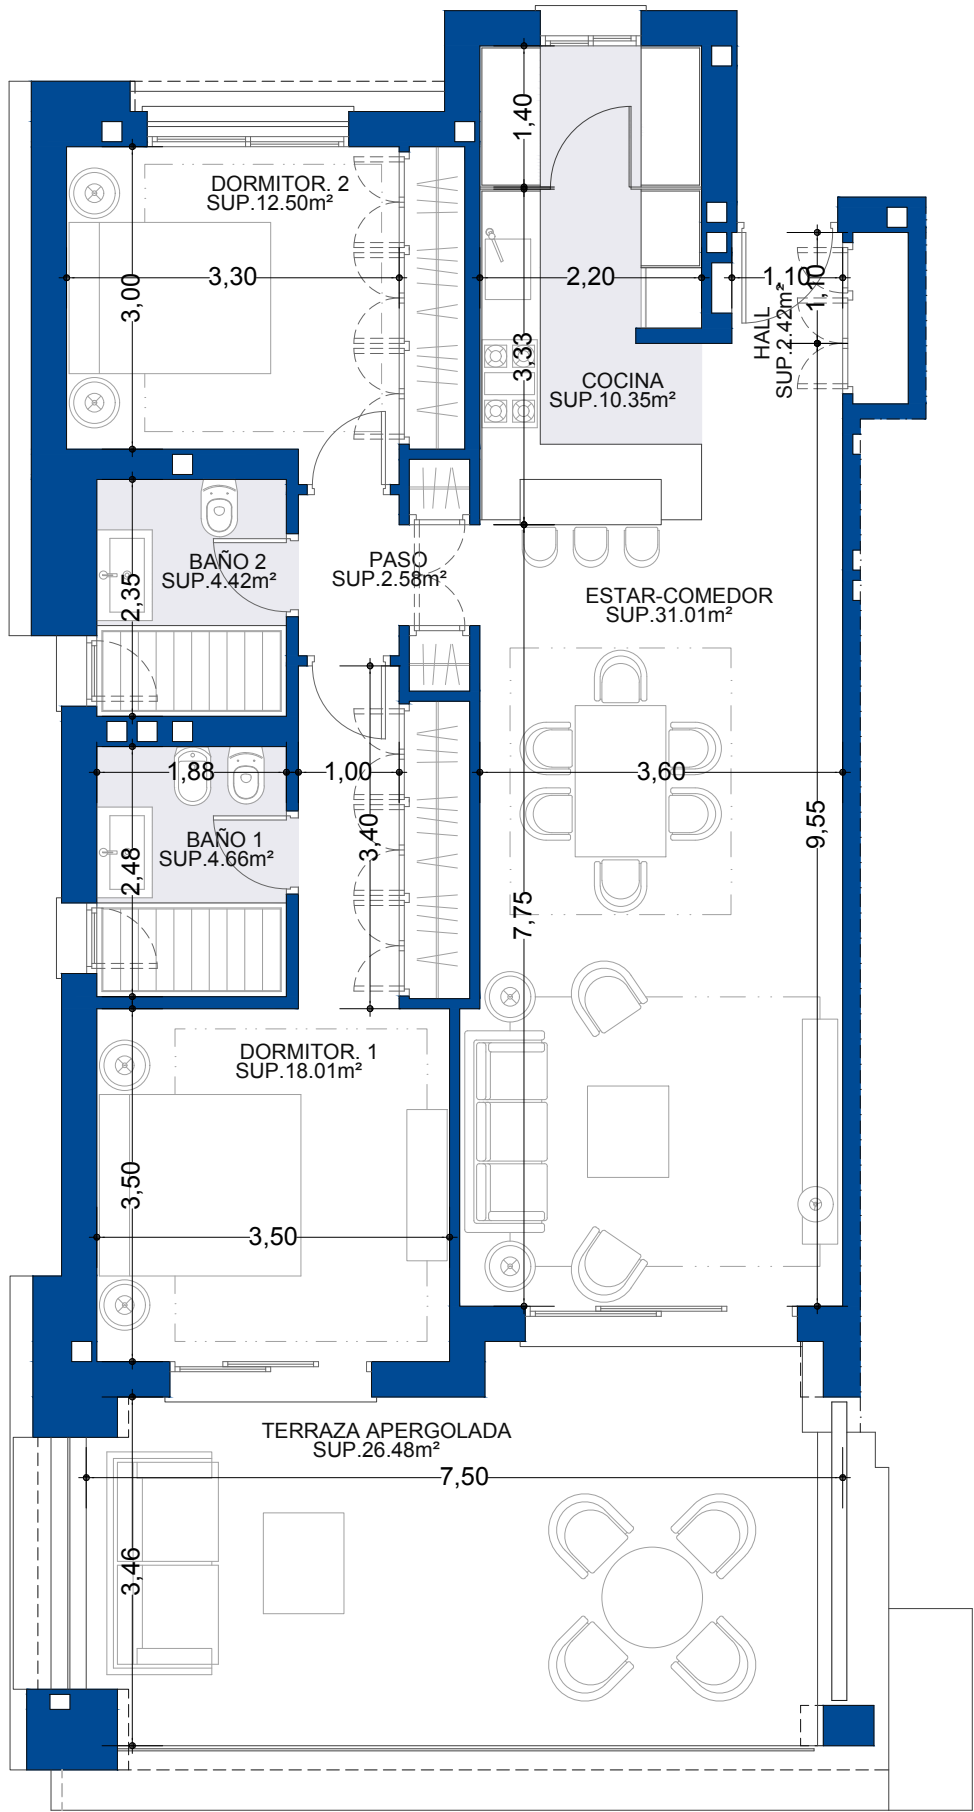 1,40
DORMITOR. 2
SUP.12.50m²
3,30
3,00
2,20
1,10
1,10
HALL
SUP.2.42m²
3,33
COCINA
SUP.10.35m²
BAÑO 2
SUP.4.42m²
2,35
PASO
SUP.2.58m²
ESTAR-COMEDOR
SUP.31.01m²
1,88
1,00
3,60
BAÑO 1
SUP.4.66m²
2,48
3,40
9,55
7,75
DORMITOR. 1
SUP.18.01m²
3,50
3,50
TERRAZA APERGOLADA
SUP.26.48m²
7,50
3,46